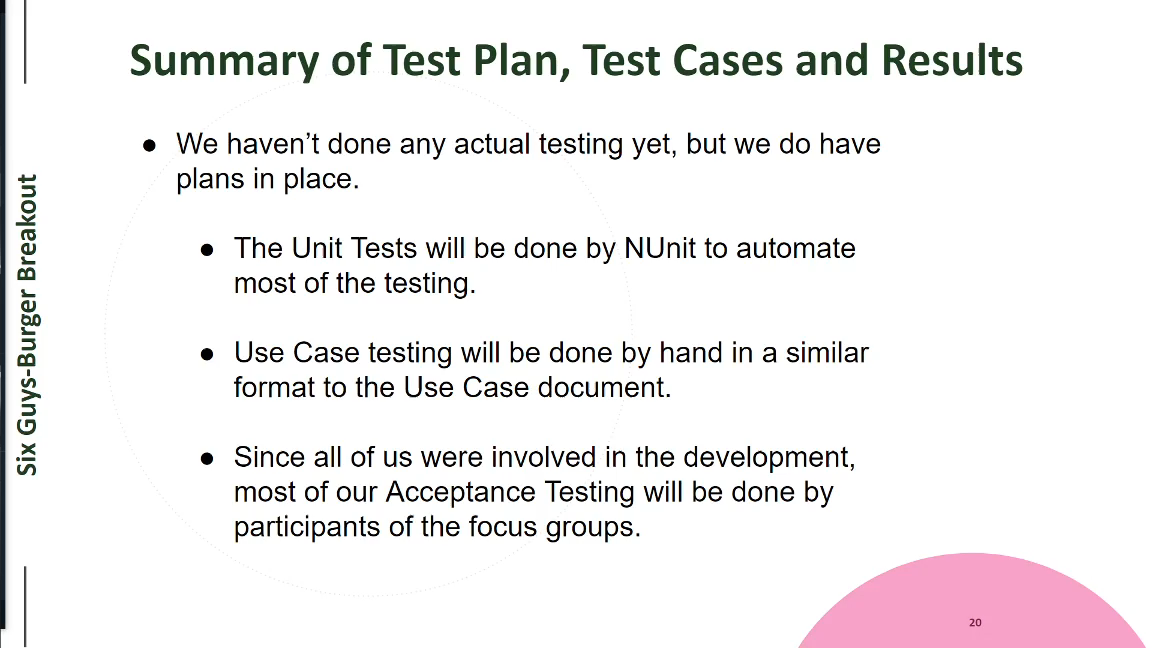 Summary of Test Plan, Test Cases and Results
Six Guys-Burger Breakout
● We haven’t done any actual testing yet, but we do have
plans in place.
● The Unit Tests will be done by NUnit to automate
most of the testing.
● Use Case testing will be done by hand in a similar
format to the Use Case document.
● Since all of us were involved in the development,
most of our Acceptance Testing will be done by
participants of the focus groups.
20